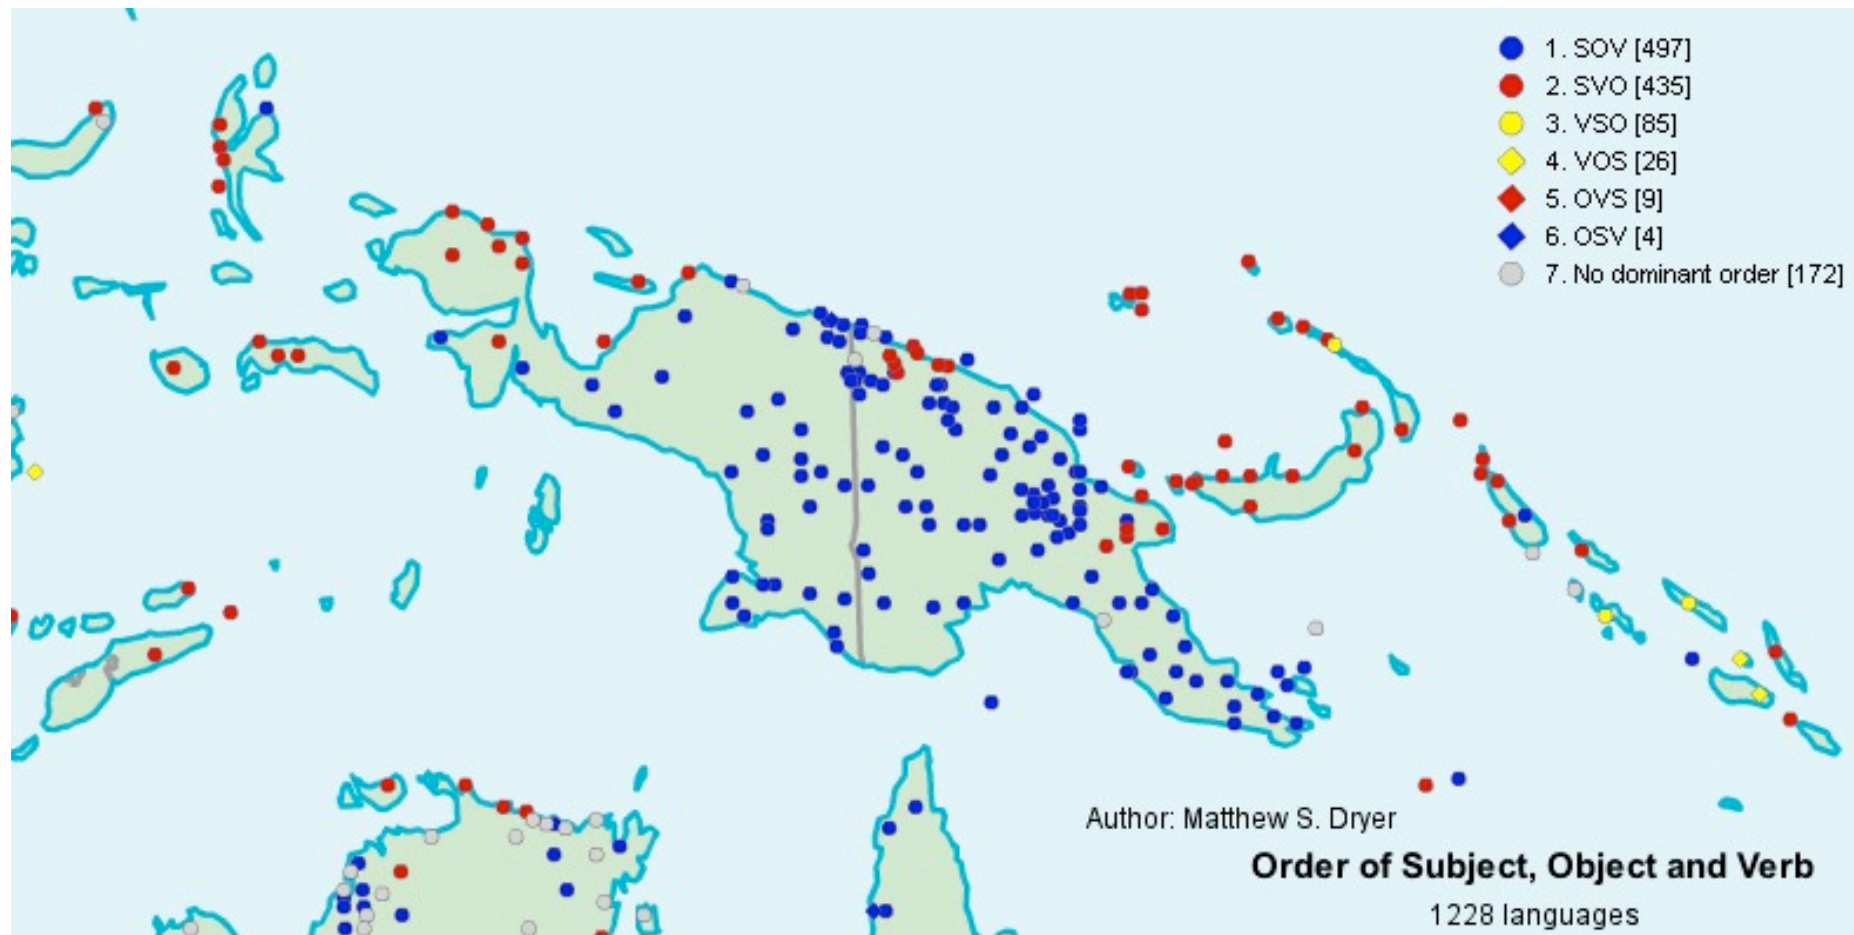 1. SOV [497]
2. SVO [435]
3. VSO [85]
4. VOS [26]
5. OVS [9]
6. OSV [4]
7. No dominant order [172]
Author: Matthew S. Dryer
Order of Subject, Object and Verb
1228 languages